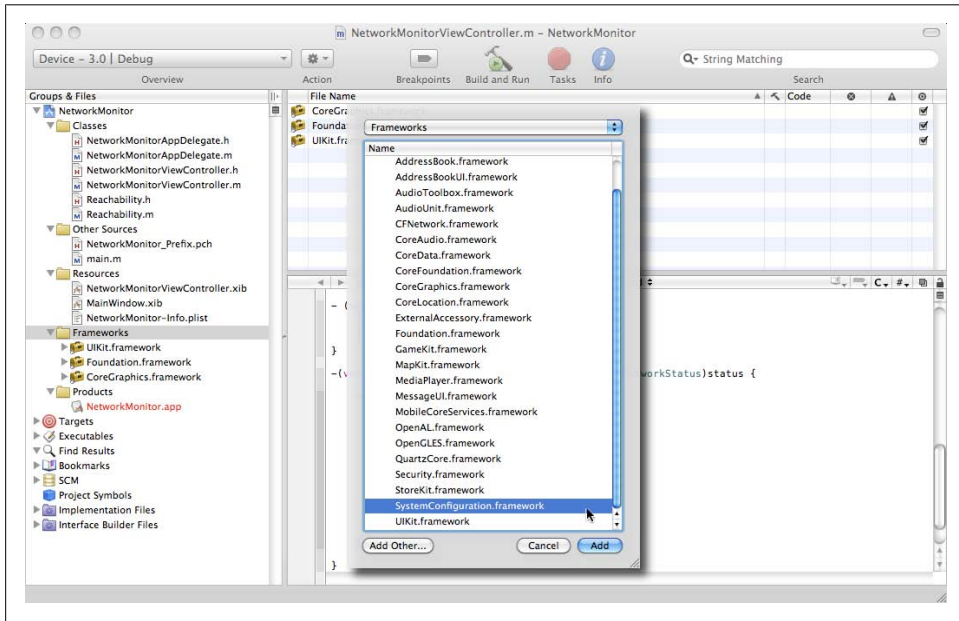 NetworkMonitorViewController.m – NetworkMonitor
Device – 3.0 | Debug
String Matching
Overview
Action
Breakpoints
Build and Run
Tasks
Info
Search
Groups & Files
NetworkMonitor
Classes
NetworkMonitorAppDelegate.h
NetworkMonitorAppDelegate.m
NetworkMonitorViewController.h
NetworkMonitorViewController.m
Reachability.h
Reachability.m
Other Sources
NetworkMonitor_Prefix.pch
main.m
Resources
NetworkMonitorViewController.xib
MainWindow.xib
NetworkMonitor-Info.plist
Frameworks
UIKit.framework
Foundation.framework
CoreGraphics.framework
Products
NetworkMonitor.app
Targets
Executables
Find Results
Bookmarks
SCM
Project Symbols
Implementation Files
Interface Builder Files
File Name
Code
CoreGra
Founda
UIKit.fra
Frameworks
Name
AddressBook.framework
AddressBookUI.framework
AudioToolbox.framework
AudioUnit.framework
CFNetwork.framework
CoreAudio.framework
CoreData.framework
CoreFoundation.framework
CoreGraphics.framework
CoreLocation.framework
ExternalAccessory.framework
Foundation.framework
GameKit.framework
MapKit.framework
MediaPlayer.framework
MessageUI.framework
MobileCoreServices.framework
OpenAL.framework
OpenGLES.framework
QuartzCore.framework
Security.framework
StoreKit.framework
SystemConfiguration.framework
UIKit.framework
Add Other...
Cancel
Add
C
#
- (
}
-(v
workStatus)status {
}